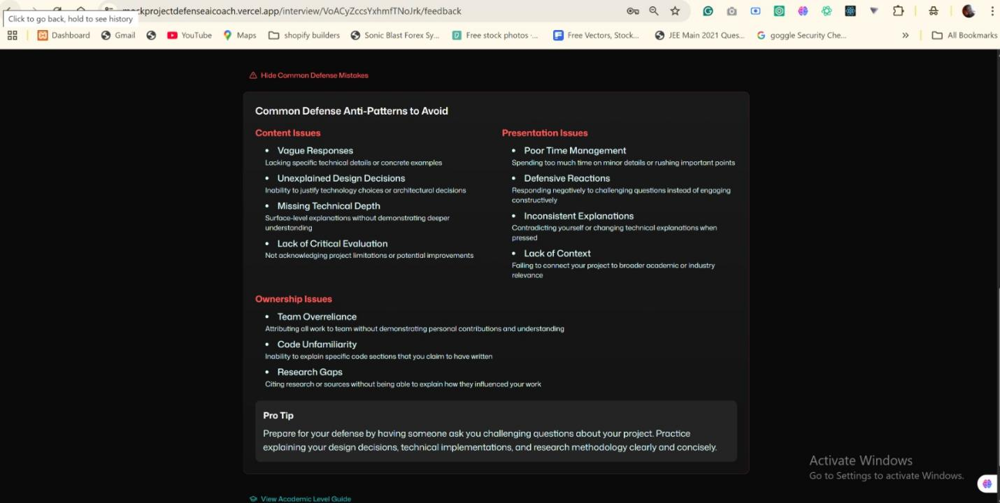 mockprojectdefenseaicoach.vercel.app/interview/VoACyZccsYxhmfTNoJrk/feedback
Click to go back, hold to see history
Dashboard Gmail YouTube Maps shopify builders Sonic Blast Forex Sy... Free stock photos ·... Free Vectors, Stock... JEE Main 2021 Ques... goggle Security Che... » All Bookmarks
Hide Common Defense Mistakes
Common Defense Anti-Patterns to Avoid
Content Issues
• Vague Responses
Lacking specific technical details or concrete examples
• Unexplained Design Decisions
Inability to justify technology choices or architectural decisions
• Missing Technical Depth
Surface-level explanations without demonstrating deeper
understanding
• Lack of Critical Evaluation
Not acknowledging project limitations or potential improvements
Presentation Issues
• Poor Time Management
Spending too much time on minor details or rushing important points
• Defensive Reactions
Responding negatively to challenging questions instead of engaging
constructively
• Inconsistent Explanations
Contradicting yourself or changing technical explanations when
pressed
• Lack of Context
Failing to connect your project to broader academic or industry
relevance
Ownership Issues
• Team Overreliance
Attributing all work to team without demonstrating personal contributions and understanding
• Code Unfamiliarity
Inability to explain specific code sections that you claim to have written
• Research Gaps
Citing research or sources without being able to explain how they influenced your work
Pro Tip
Prepare for your defense by having someone ask you challenging questions about your project. Practice
explaining your design decisions, technical implementations, and research methodology clearly and concisely.
Activate Windows
Go to Settings to activate Windows.
View Academic Level Guide